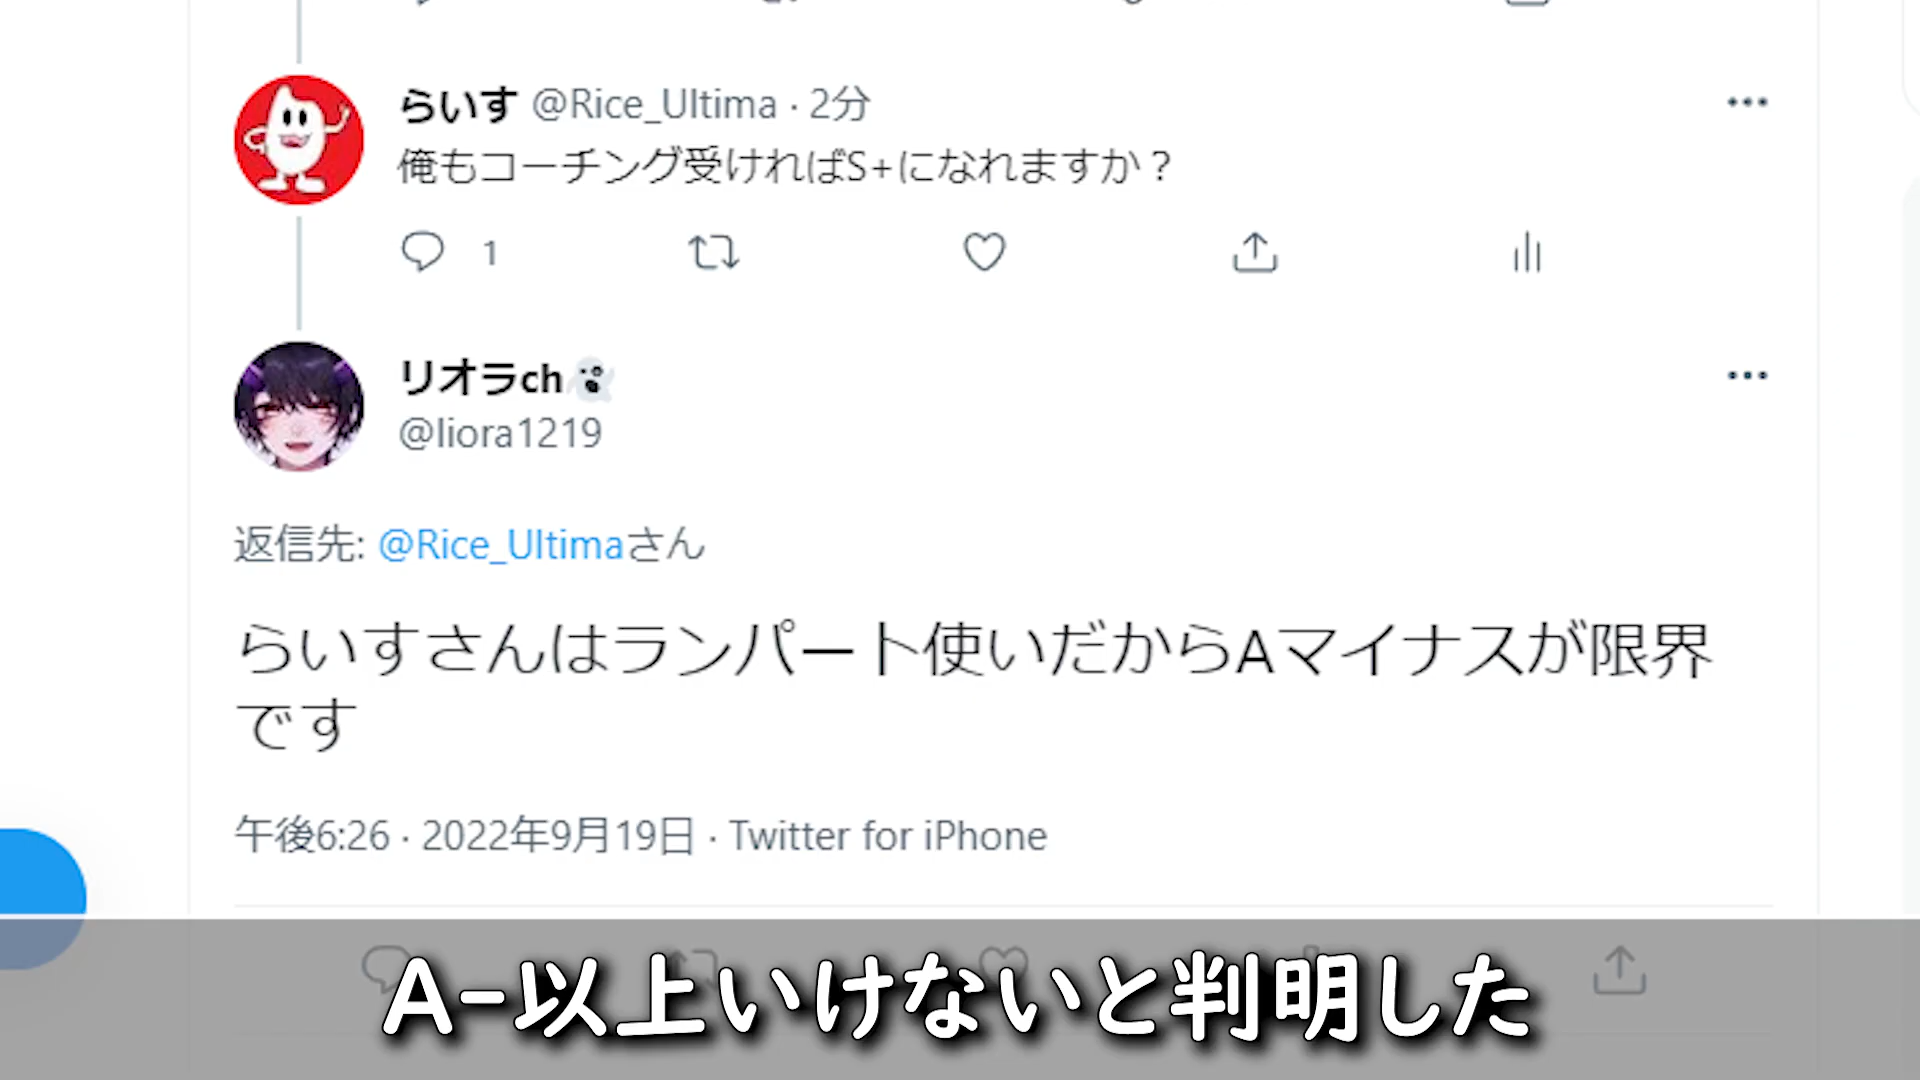 らいす @Rice_Ultima · 2分
俺もコーチング受ければS+になれますか？
1
リオラch👻
@liora1219
返信先: @Rice_Ultimaさん
らいすさんはランパート使いだからAマイナスが限界
です
午後6:26 · 2022年9月19日 · Twitter for iPhone
A-以上いけないと判明した